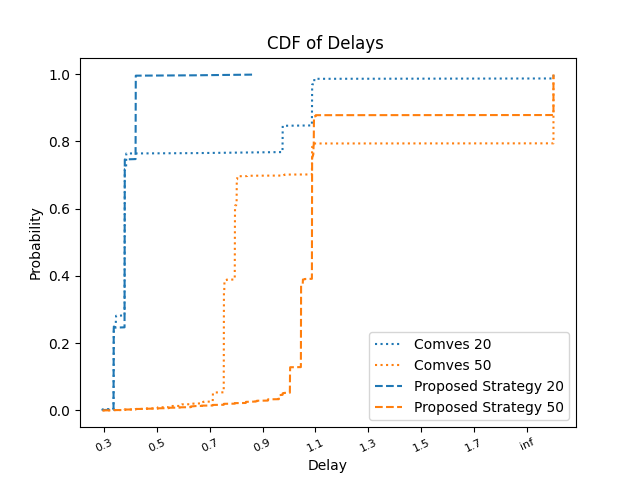 CDF of Delays
Probability
1.0
0.8
0.6
0.4
0.2
0.0
Comves 20
Comves 50
Proposed Strategy 20
Proposed Strategy 50
0.3 0.5 0.7 0.9 1.1 1.3 1.5 1.7 inf
Delay